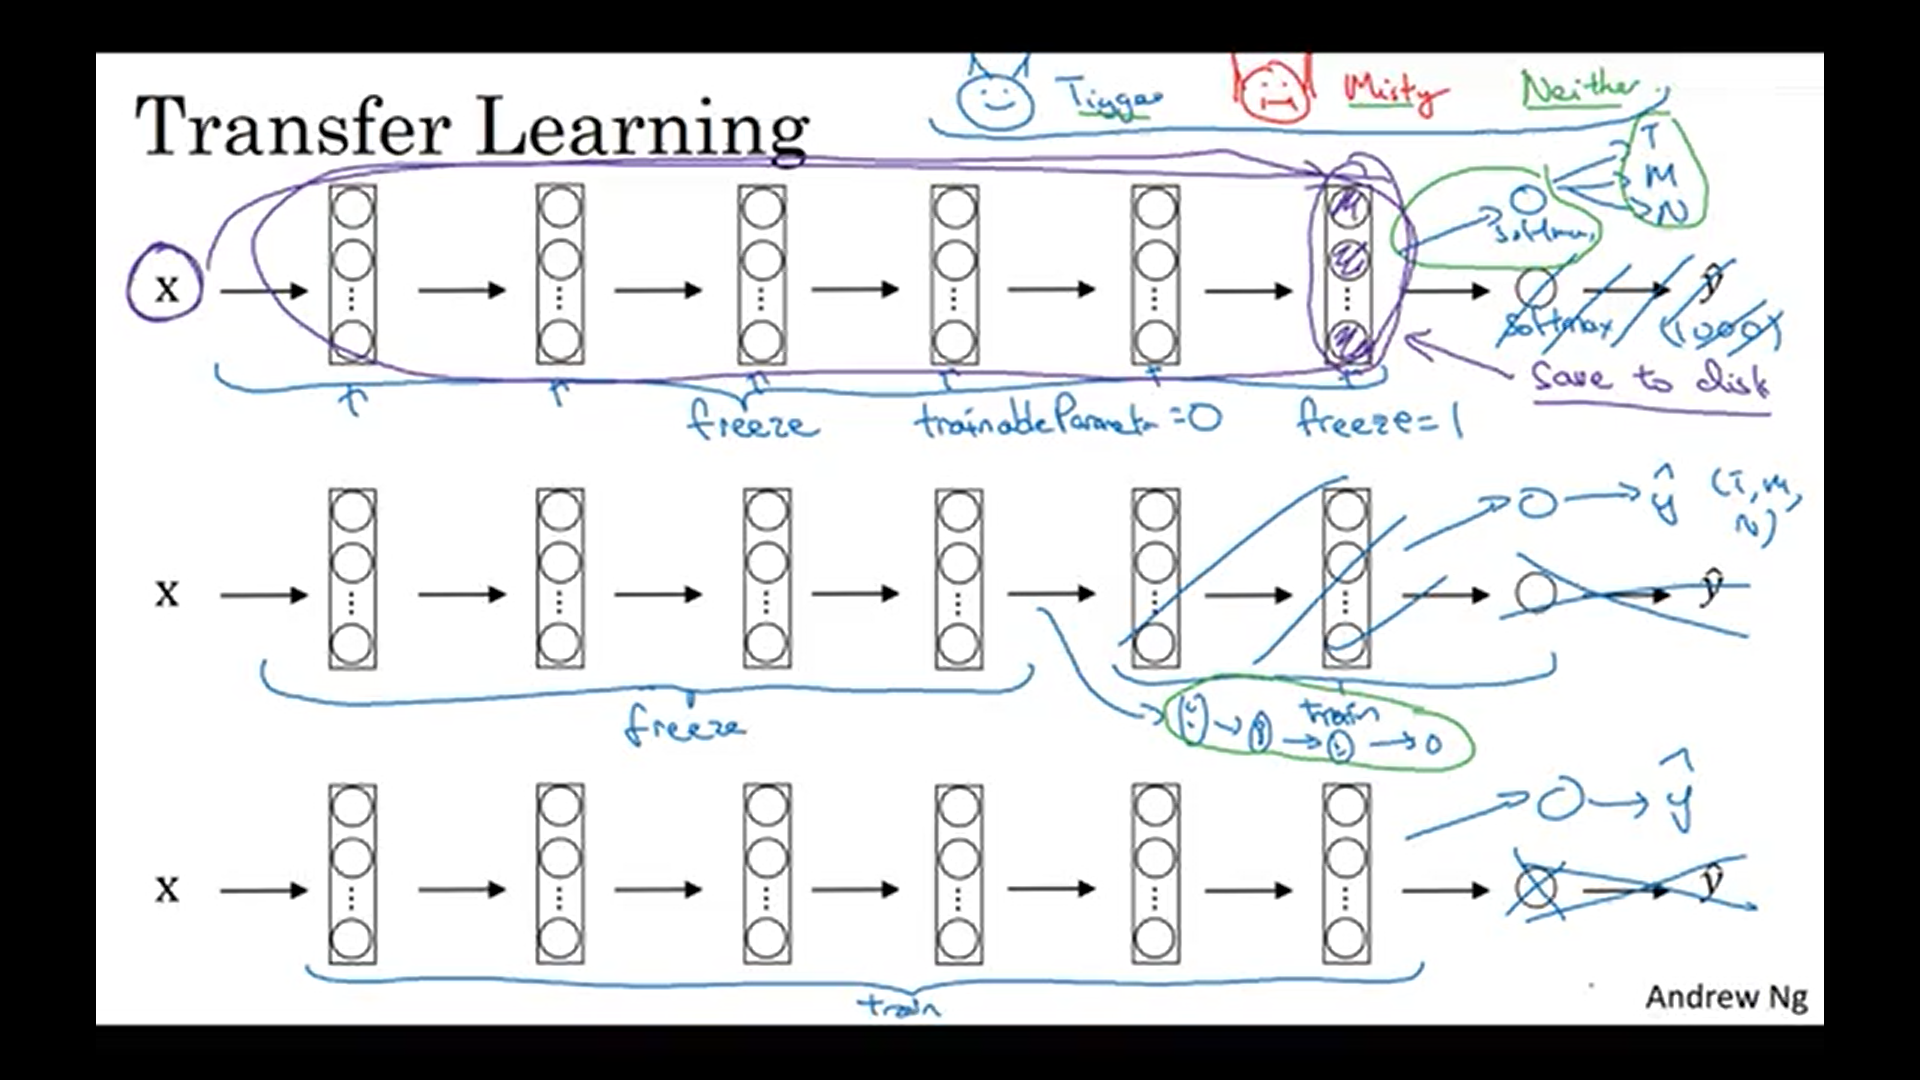 Tigger Misty Neither
Transfer Learning
T
M
N
softmax
x ŷ
softmax (1000)
Save to disk
freeze trainableParameter=0 freeze=1
ŷ (T, M,
N)
x ŷ
train
freeze
ŷ
x ŷ
train
Andrew Ng